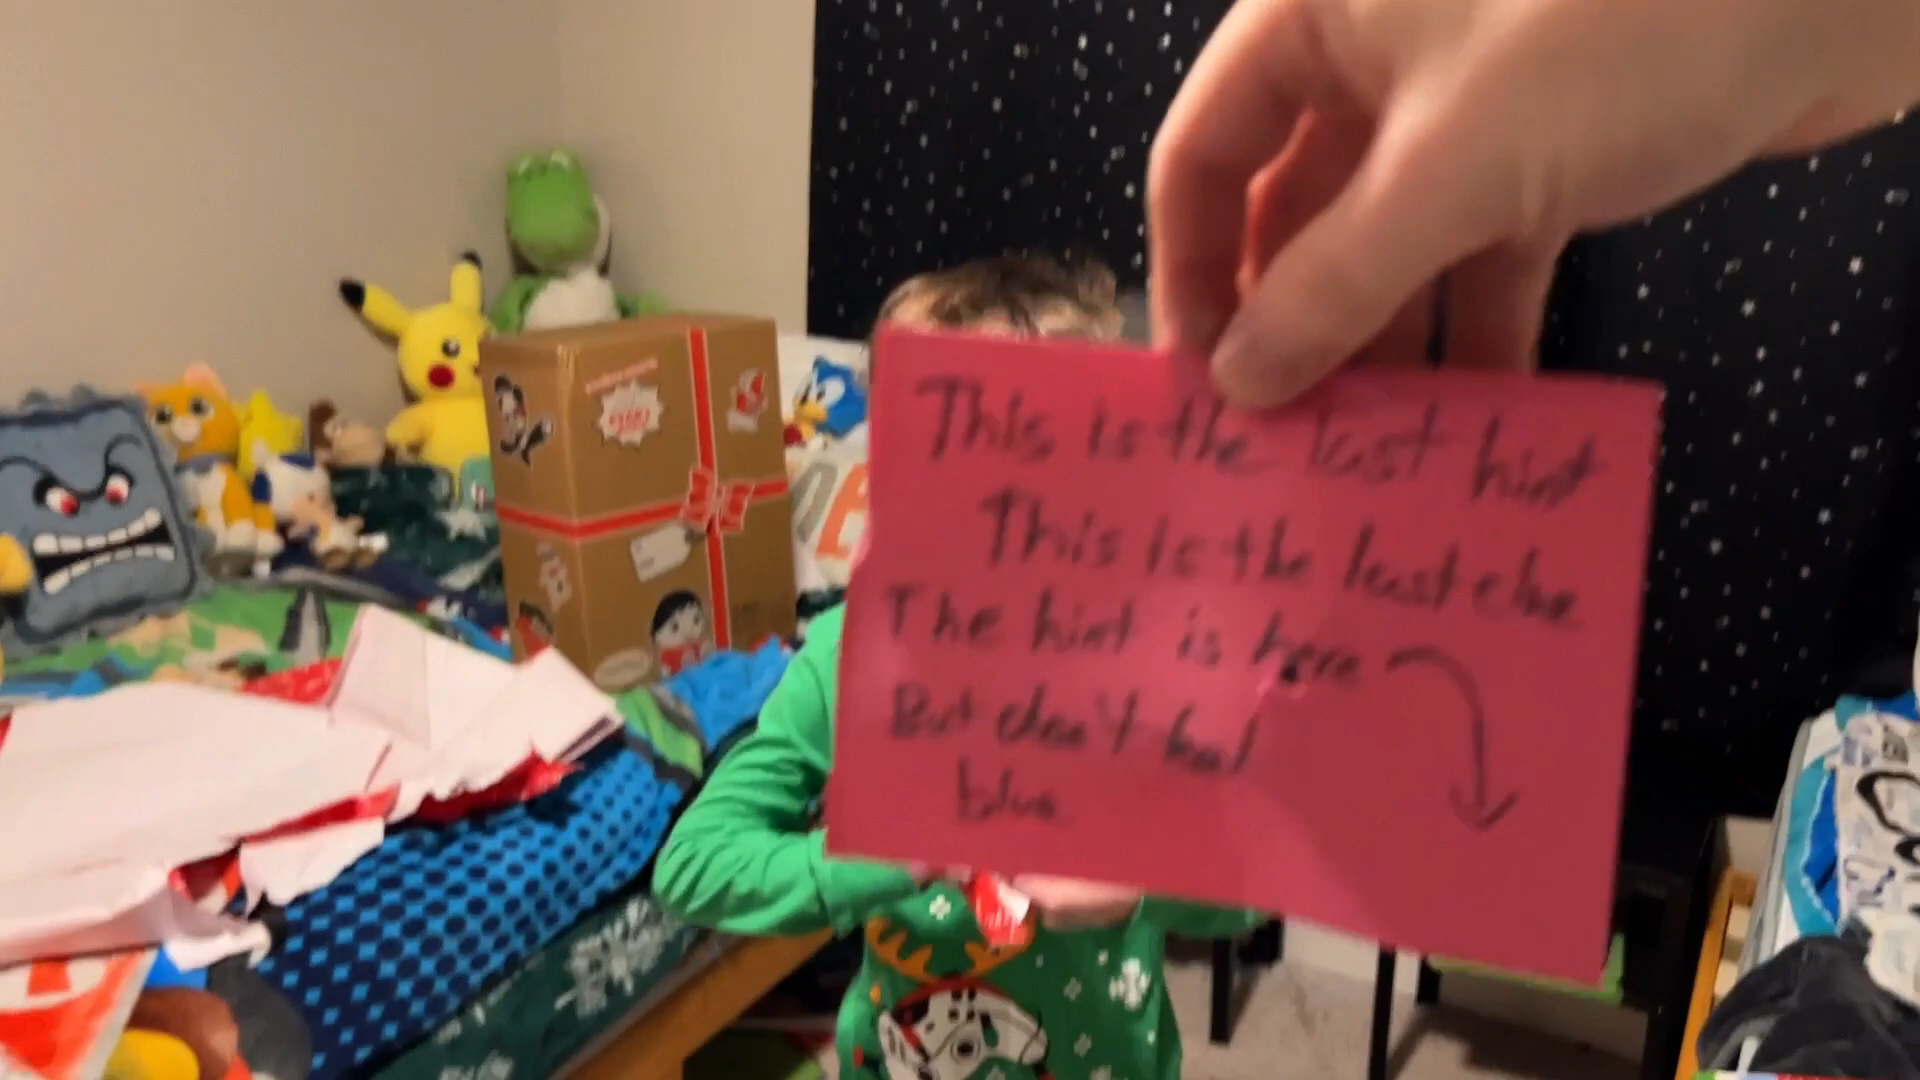 This is the last hint
This is the last clue
The hint is here
But don't feel
blue